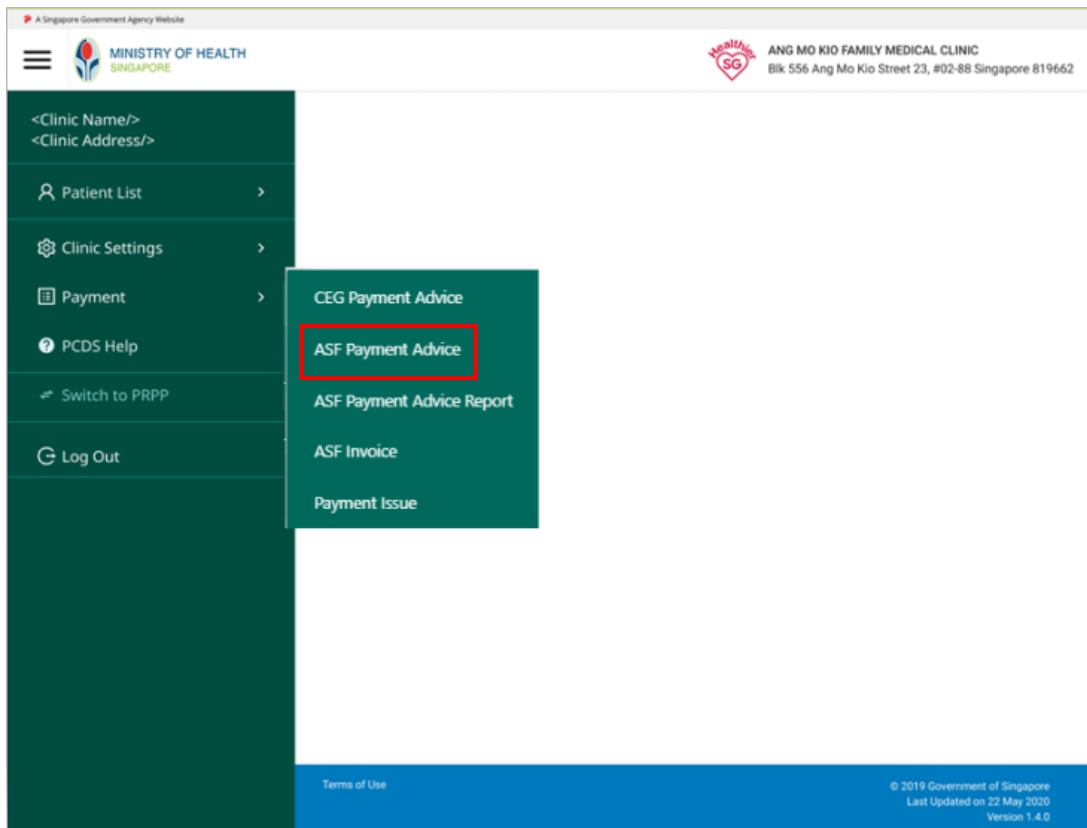 A Singapore Government Agency Website
MINISTRY OF HEALTH
SINGAPORE
Healthier
SG
ANG MO KIO FAMILY MEDICAL CLINIC
Blk 556 Ang Mo Kio Street 23, #02-88 Singapore 819662
<Clinic Name/>
<Clinic Address/>
Patient List
Clinic Settings
Payment
PCDS Help
Switch to PRPP
Log Out
CEG Payment Advice
ASF Payment Advice
ASF Payment Advice Report
ASF Invoice
Payment Issue
Terms of Use
© 2019 Government of Singapore
Last Updated on 22 May 2020
Version 1.4.0